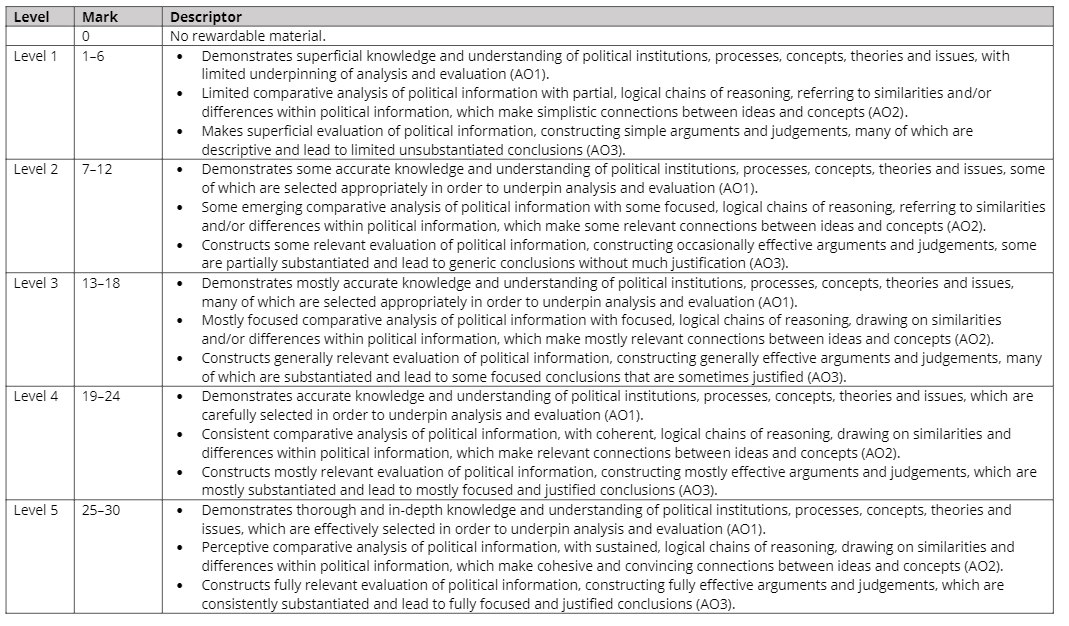 Level Mark Descriptor
0 No rewardable material.
Level 1 1–6 • Demonstrates superficial knowledge and understanding of political institutions, processes, concepts, theories and issues, with
limited underpinning of analysis and evaluation (AO1).
• Limited comparative analysis of political information with partial, logical chains of reasoning, referring to similarities and/or
differences within political information, which make simplistic connections between ideas and concepts (AO2).
• Makes superficial evaluation of political information, constructing simple arguments and judgements, many of which are
descriptive and lead to limited unsubstantiated conclusions (AO3).
Level 2 7–12 • Demonstrates some accurate knowledge and understanding of political institutions, processes, concepts, theories and issues, some
of which are selected appropriately in order to underpin analysis and evaluation (AO1).
• Some emerging comparative analysis of political information with some focused, logical chains of reasoning, referring to similarities
and/or differences within political information, which make some relevant connections between ideas and concepts (AO2).
• Constructs some relevant evaluation of political information, constructing occasionally effective arguments and judgements, some
are partially substantiated and lead to generic conclusions without much justification (AO3).
Level 3 13–18 • Demonstrates mostly accurate knowledge and understanding of political institutions, processes, concepts, theories and issues,
many of which are selected appropriately in order to underpin analysis and evaluation (AO1).
• Mostly focused comparative analysis of political information with focused, logical chains of reasoning, drawing on similarities
and/or differences within political information, which make mostly relevant connections between ideas and concepts (AO2).
• Constructs generally relevant evaluation of political information, constructing generally effective arguments and judgements, many
of which are substantiated and lead to some focused conclusions that are sometimes justified (AO3).
Level 4 19–24 • Demonstrates accurate knowledge and understanding of political institutions, processes, concepts, theories and issues, which are
carefully selected in order to underpin analysis and evaluation (AO1).
• Consistent comparative analysis of political information, with coherent, logical chains of reasoning, drawing on similarities and
differences within political information, which make relevant connections between ideas and concepts (AO2).
• Constructs mostly relevant evaluation of political information, constructing mostly effective arguments and judgements, which are
mostly substantiated and lead to mostly focused and justified conclusions (AO3).
Level 5 25–30 • Demonstrates thorough and in-depth knowledge and understanding of political institutions, processes, concepts, theories and
issues, which are effectively selected in order to underpin analysis and evaluation (AO1).
• Perceptive comparative analysis of political information, with sustained, logical chains of reasoning, drawing on similarities and
differences within political information, which make cohesive and convincing connections between ideas and concepts (AO2).
• Constructs fully relevant evaluation of political information, constructing fully effective arguments and judgements, which are
consistently substantiated and lead to fully focused and justified conclusions (AO3).